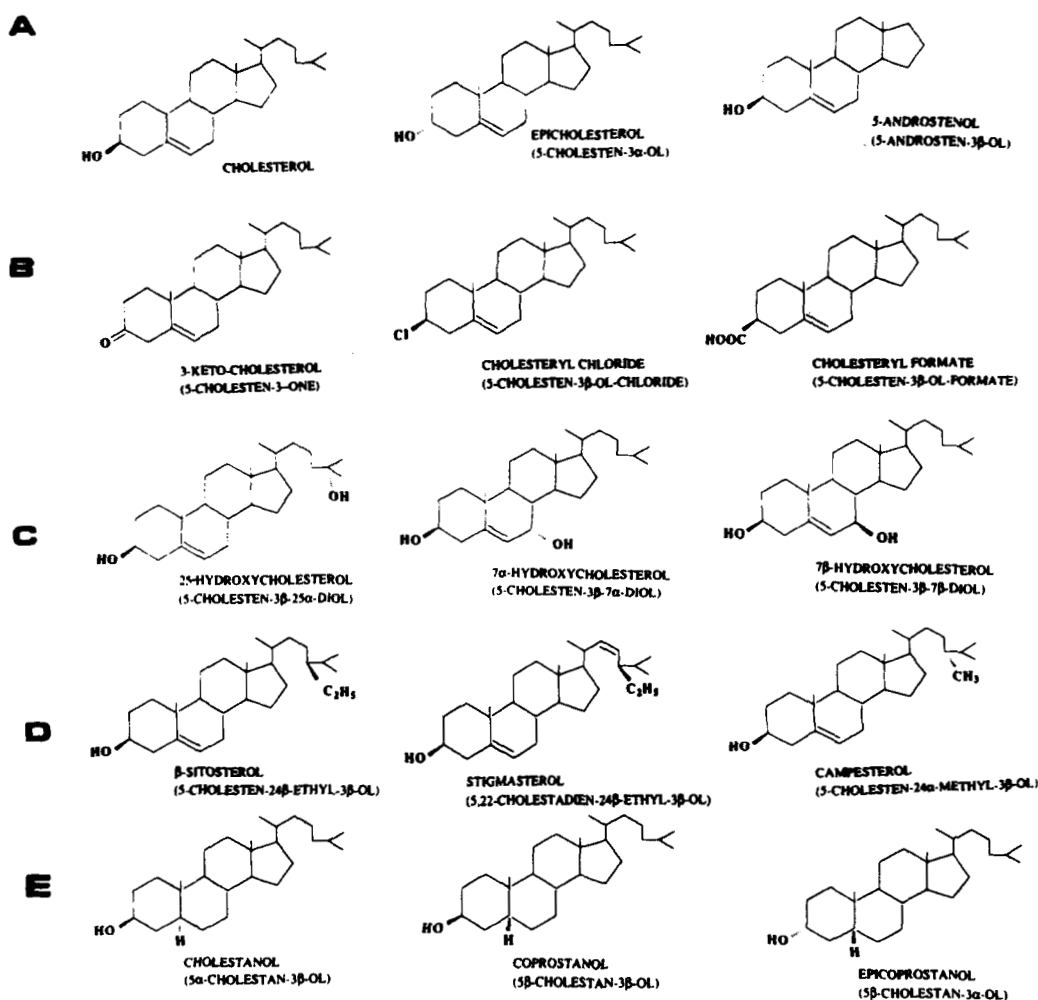 A
HO
CHOLESTEROL
HO
EPICHOLESTEROL
(5-CHOLESTEN-3α-OL)
HO
5-ANDROSTENOL
(5-ANDROSTEN-3β-OL)
B
O
3-KETO-CHOLESTEROL
(5-CHOLESTEN-3-ONE)
Cl
CHOLESTERYL CHLORIDE
(5-CHOLESTEN-3β-OL-CHLORIDE)
HOOC
CHOLESTERYL FORMATE
(5-CHOLESTEN-3β-OL-FORMATE)
C
OH
HO
25-HYDROXYCHOLESTEROL
(5-CHOLESTEN-3β-25α-DIOL)
HO
OH
7α-HYDROXYCHOLESTEROL
(5-CHOLESTEN-3β-7α-DIOL)
HO
OH
7β-HYDROXYCHOLESTEROL
(5-CHOLESTEN-3β-7β-DIOL)
D
C₂H₅
HO
β-SITOSTEROL
(5-CHOLESTEN-24β-ETHYL-3β-OL)
C₂H₅
HO
STIGMASTEROL
(5,22-CHOLESTADIEN-24β-ETHYL-3β-OL)
CH₃
HO
CAMPESTEROL
(5-CHOLESTEN-24α-METHYL-3β-OL)
E
HO
H
CHOLESTANOL
(5α-CHOLESTAN-3β-OL)
HO
H
COPROSTANOL
(5β-CHOLESTAN-3β-OL)
HO
H
EPICOPROSTANOL
(5β-CHOLESTAN-3α-OL)